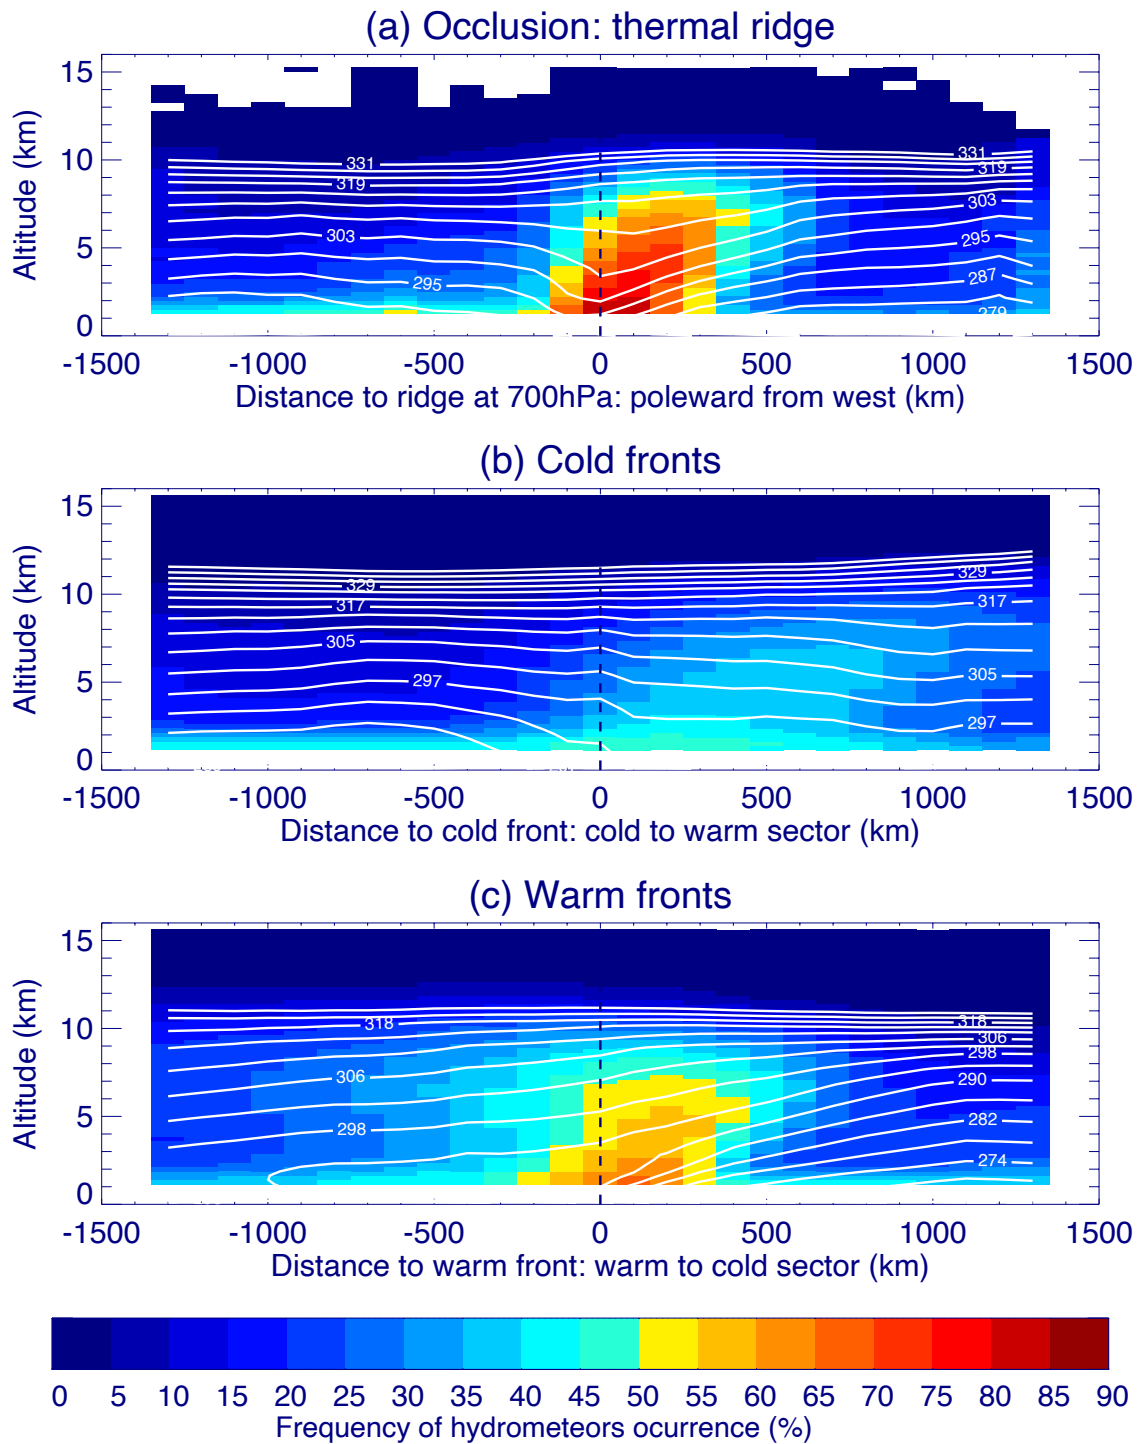 (a) Occlusion: thermal ridge
15
10
5
0
Altitude (km)
331
319
303
295
331
319
303
295
287
279
-1500 -1000 -500 0 500 1000 1500
Distance to ridge at 700hPa: poleward from west (km)
(b) Cold fronts
15
10
5
0
Altitude (km)
329
317
305
297
329
317
305
297
-1500 -1000 -500 0 500 1000 1500
Distance to cold front: cold to warm sector (km)
(c) Warm fronts
15
10
5
0
Altitude (km)
318
306
298
318
306
298
290
282
274
-1500 -1000 -500 0 500 1000 1500
Distance to warm front: warm to cold sector (km)
0 5 10 15 20 25 30 35 40 45 50 55 60 65 70 75 80 85 90
Frequency of hydrometeors ocurrence (%)